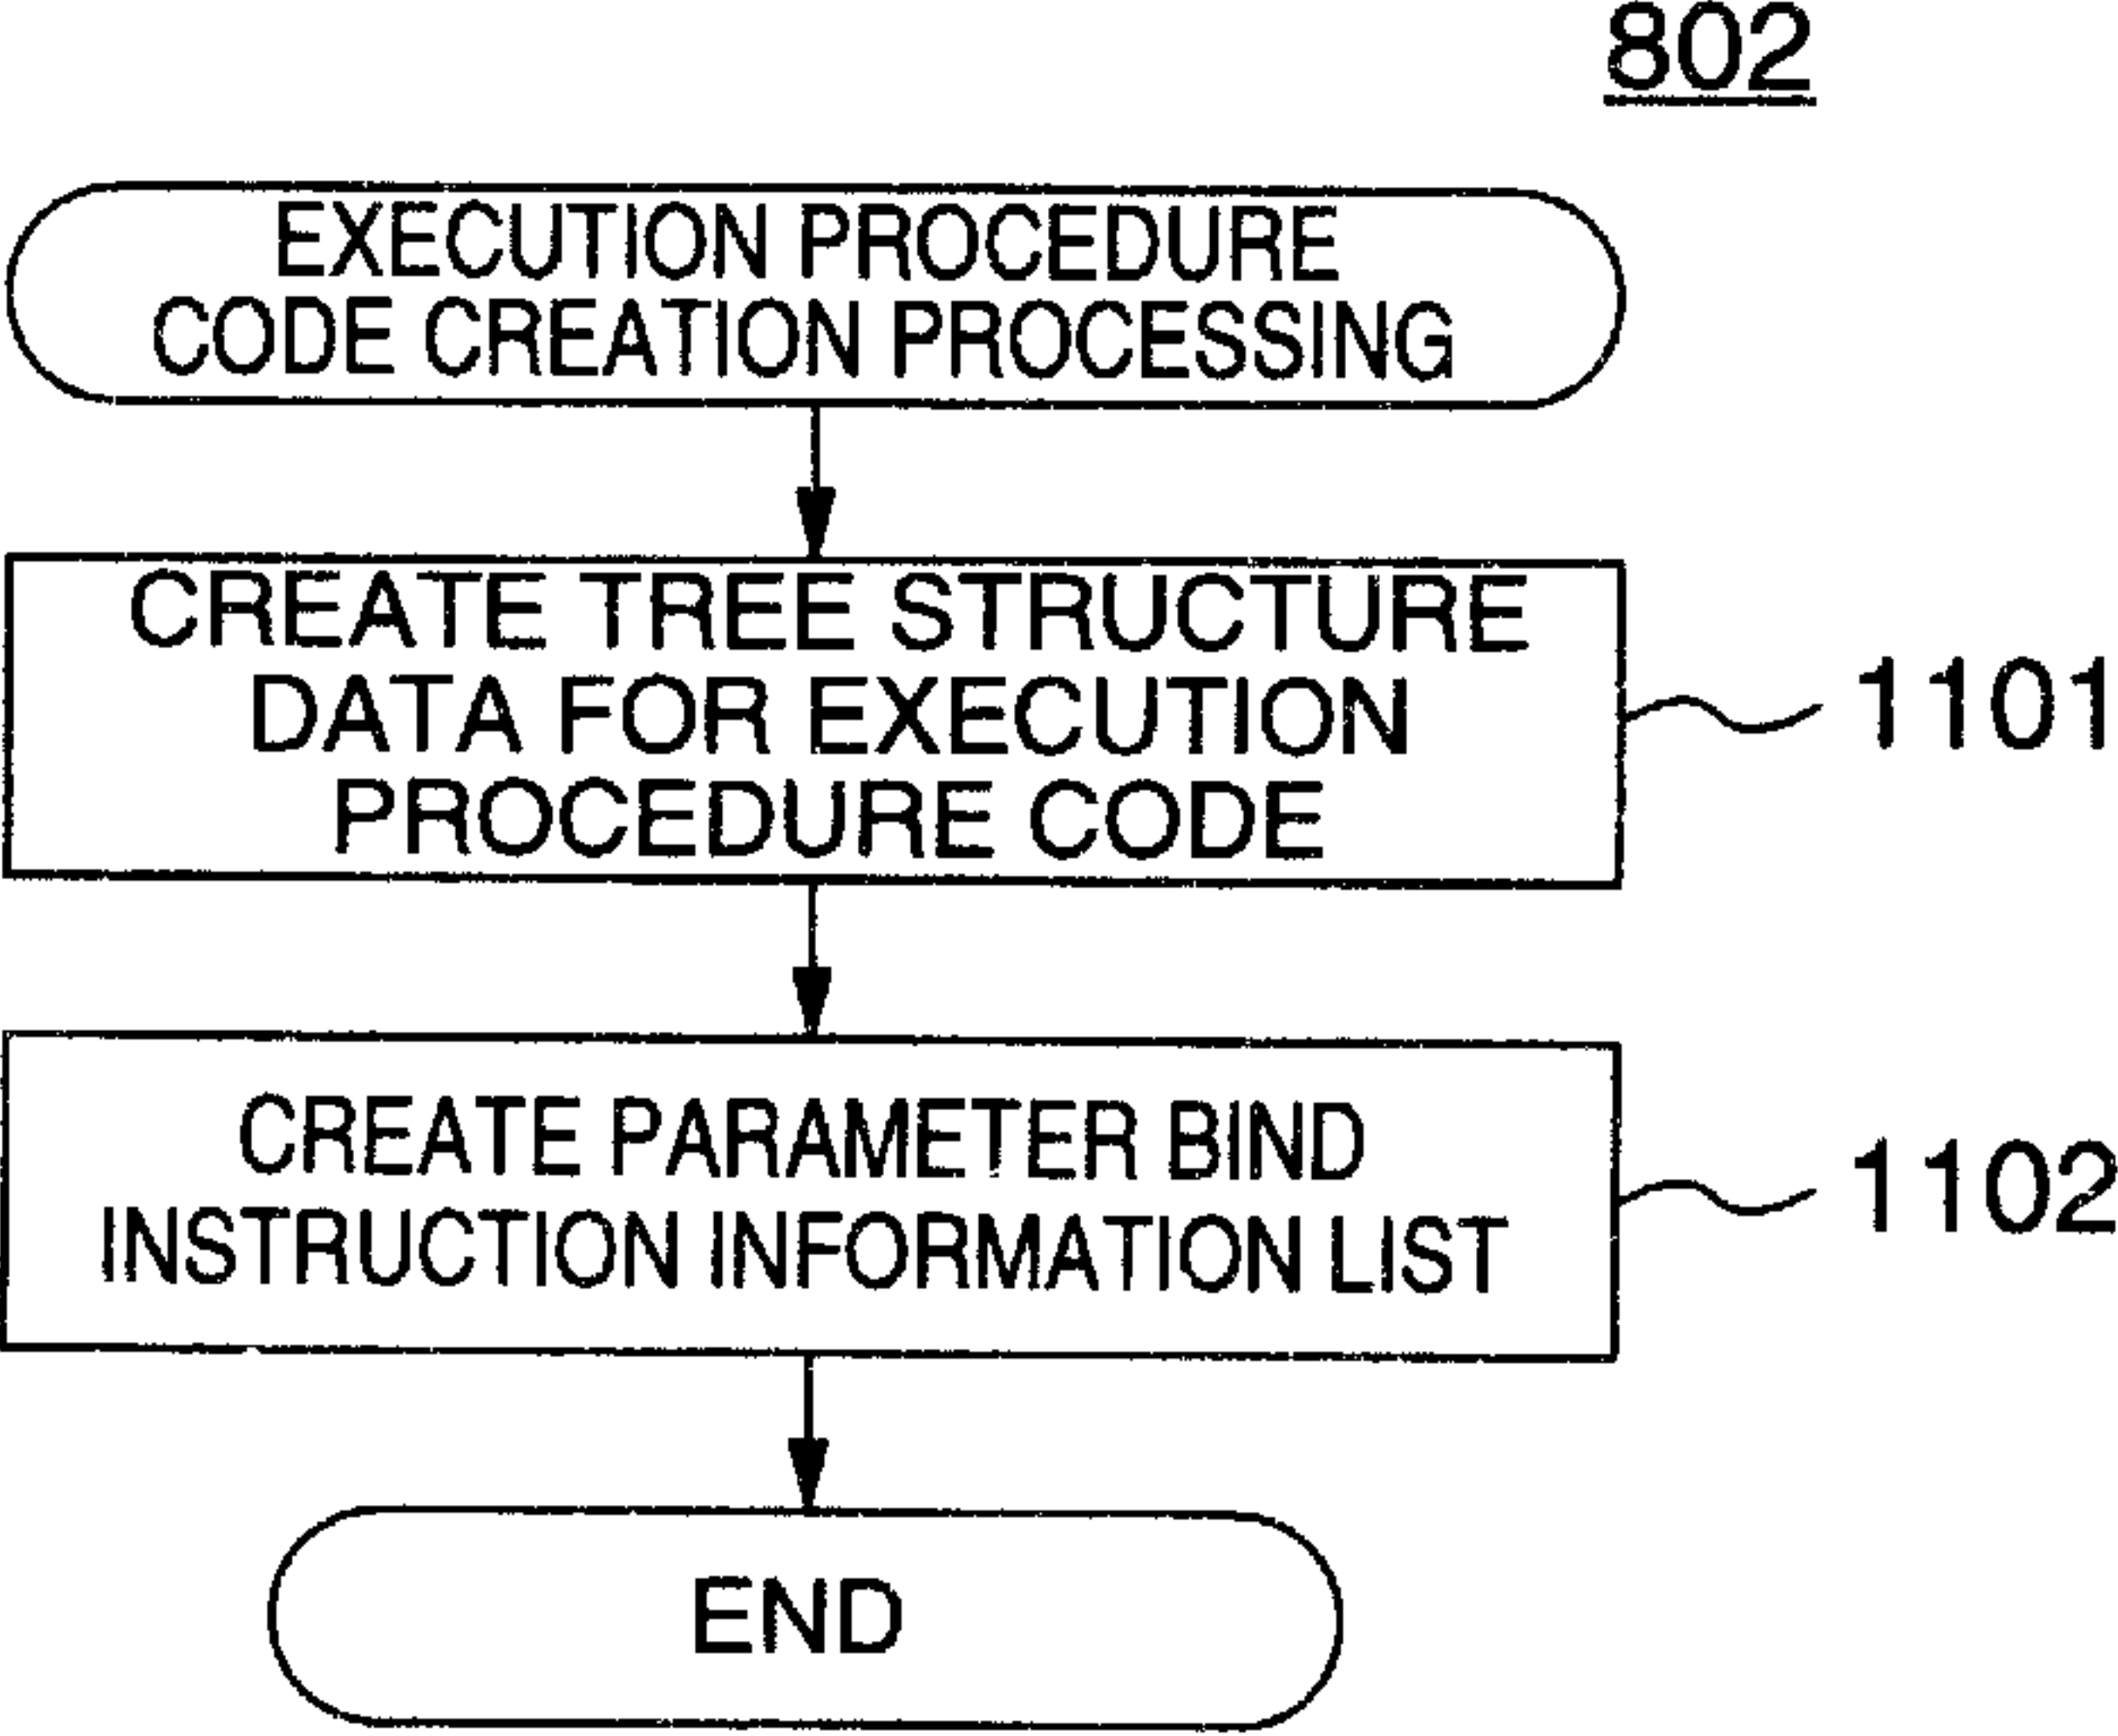 802
EXECUTION PROCEDURE
CODE CREATION PROCESSING
CREATE TREE STRUCTURE
DATA FOR EXECUTION
PROCEDURE CODE
1101
CREATE PARAMETER BIND
INSTRUCTION INFORMATION LIST
1102
END